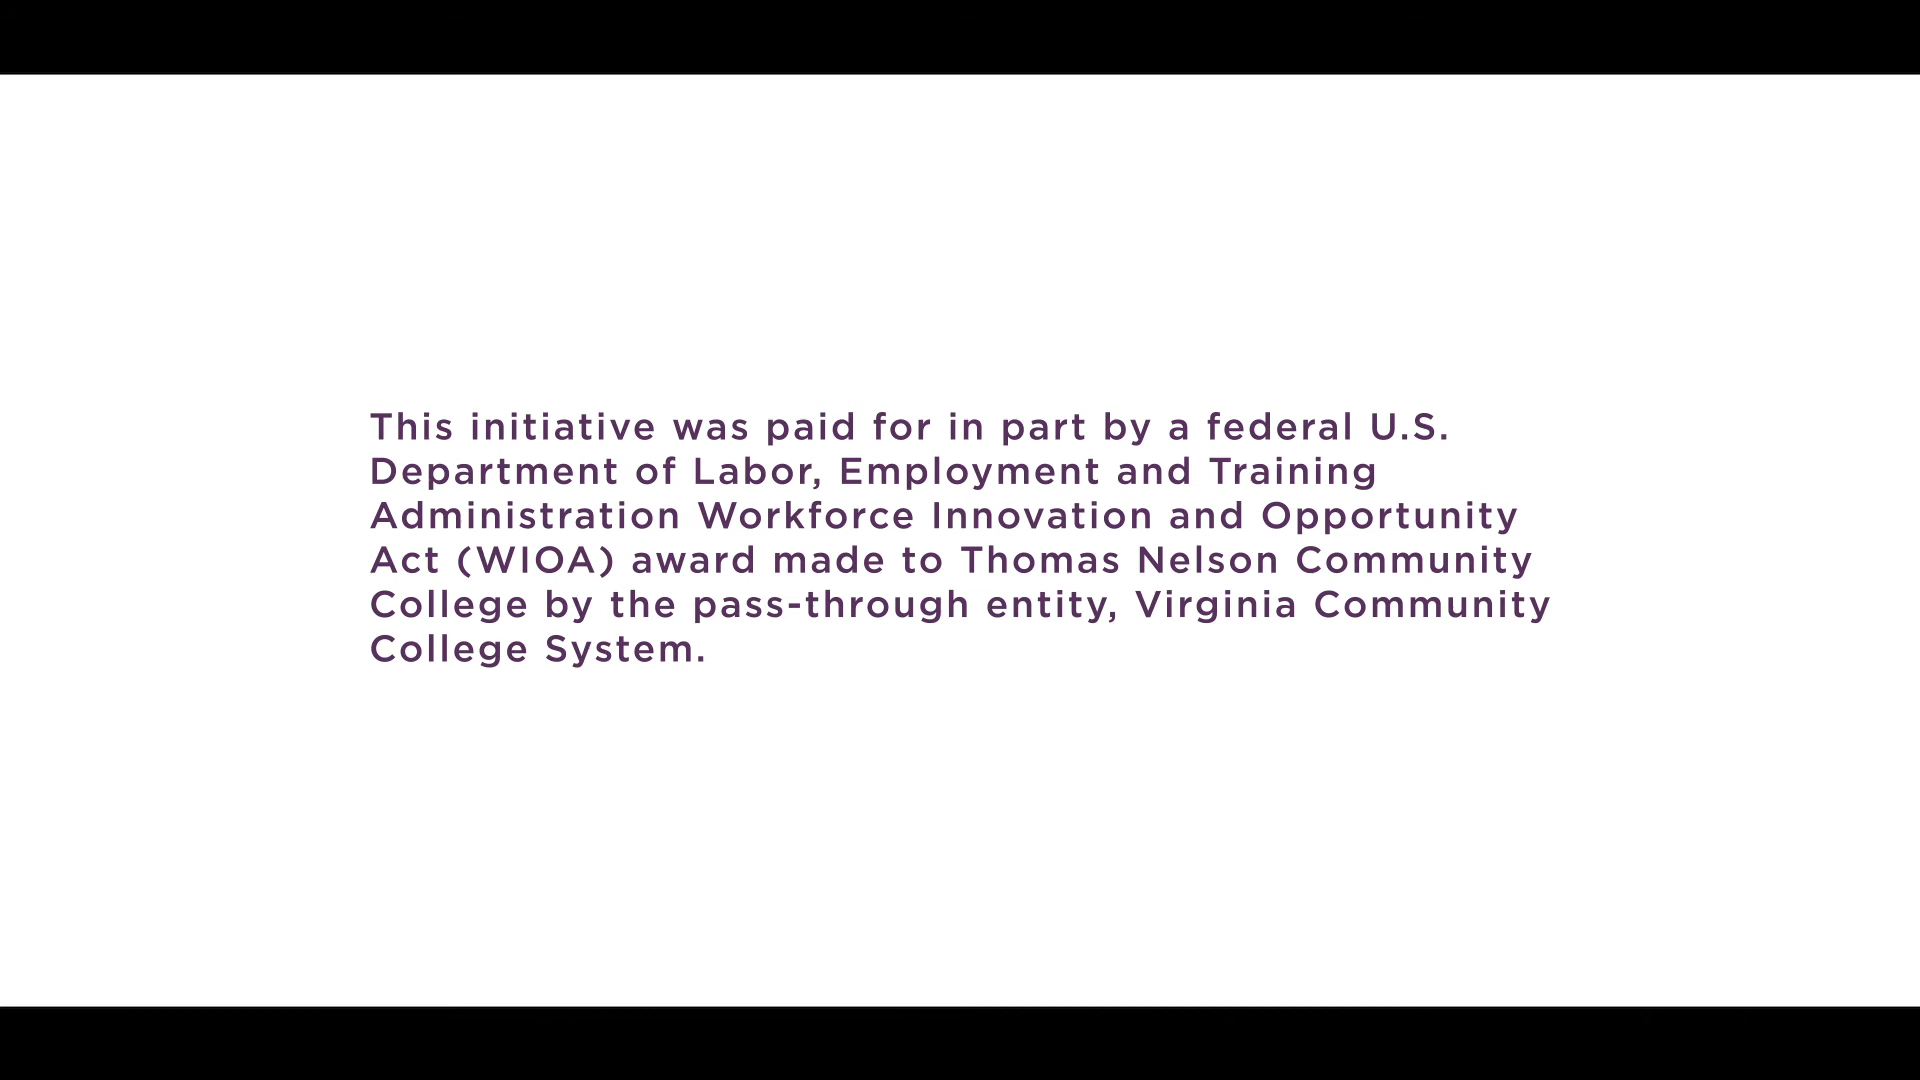 This initiative was paid for in part by a federal U.S.
Department of Labor, Employment and Training
Administration Workforce Innovation and Opportunity
Act (WIOA) award made to Thomas Nelson Community
College by the pass-through entity, Virginia Community
College System.